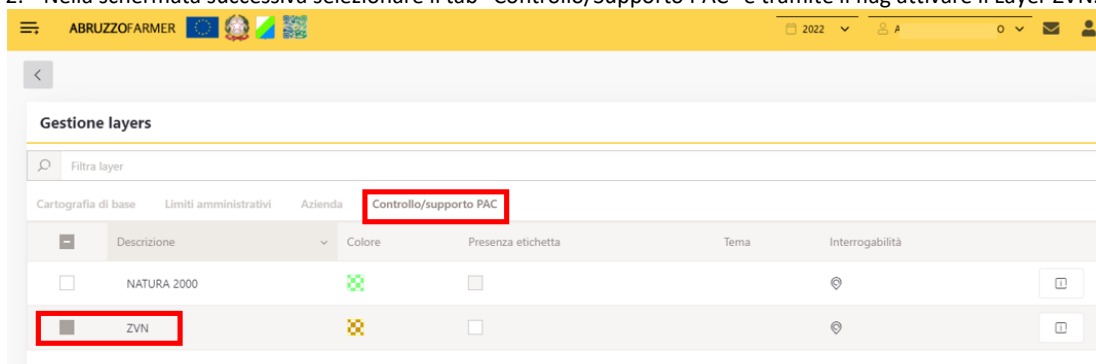 2. Nella schermata successiva selezionare il tab "Controllo/Supporto PAC" e tramite il flag attivare il Layer ZVN.
ABRUZZOFARMER 2022 A O
Gestione layers
Filtra layer
Cartografia di base Limiti amministrativi Azienda Controllo/supporto PAC
Descrizione Colore Presenza etichetta Tema Interrogabilità
NATURA 2000
ZVN